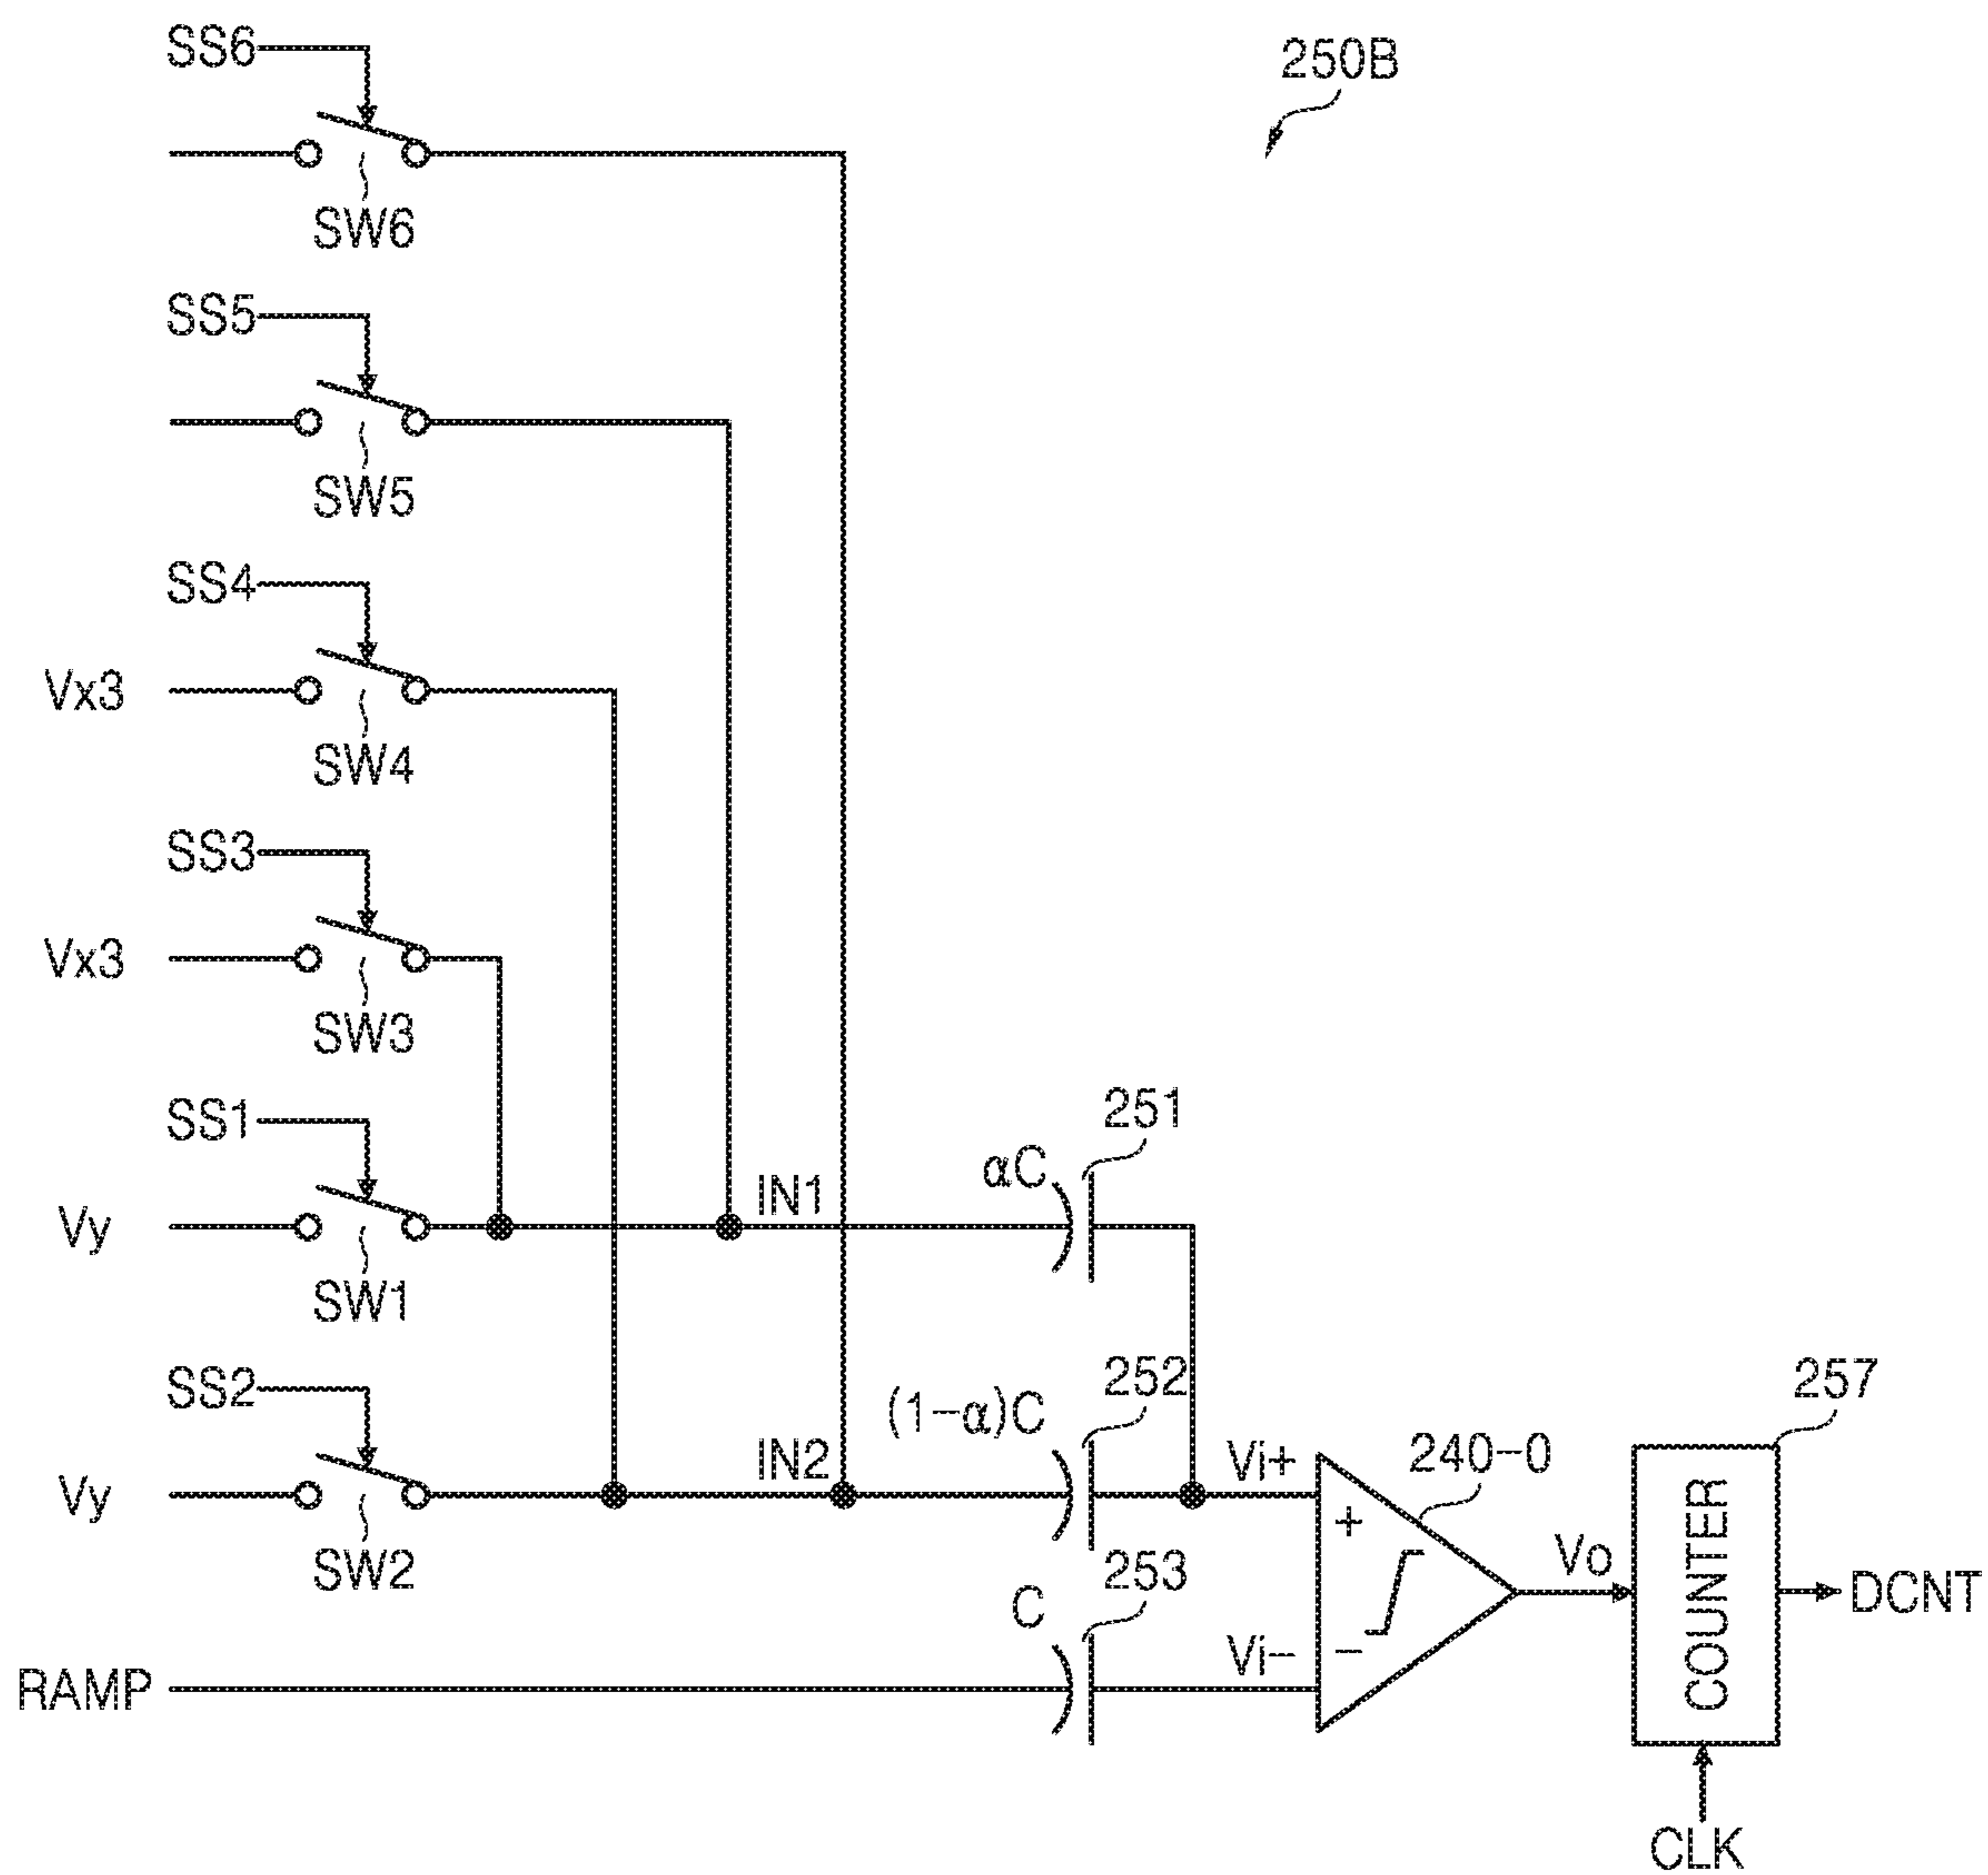 SS6
250B
SW6
SS5
SW5
SS4
Vx3
SW4
SS3
Vx3
SW3
SS1
251
αC
IN1
Vy
SW1
SS2
252
257
(1-α)C
IN2
Vi+
240-0
Vy
+
SW2
253
Vo
COUNTER
DCNT
C
Vi-
-
RAMP
CLK